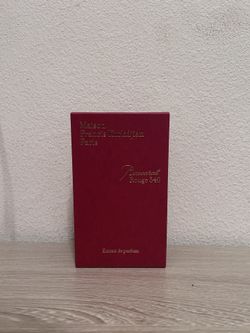 Maison
Francis Kurkdjian
Paris
Baccarat
Rouge 540
Extrait de parfum